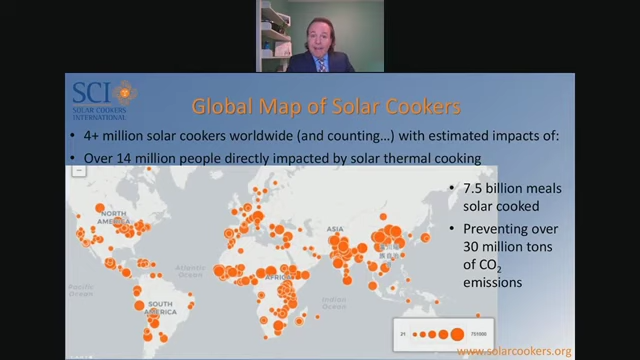 SCI
SOLAR COOKERS
INTERNATIONAL
Global Map of Solar Cookers
• 4+ million solar cookers worldwide (and counting...) with estimated impacts of:
• Over 14 million people directly impacted by solar thermal cooking
• 7.5 billion meals
solar cooked
• Preventing over
30 million tons
of CO2
emissions
NORTH
AMERICA
ASIA
Atlantic
Ocean
AFRICA
Pacific
Ocean
Indian
Ocean
SOUTH
AMERICA
21
www.solarcookers.org